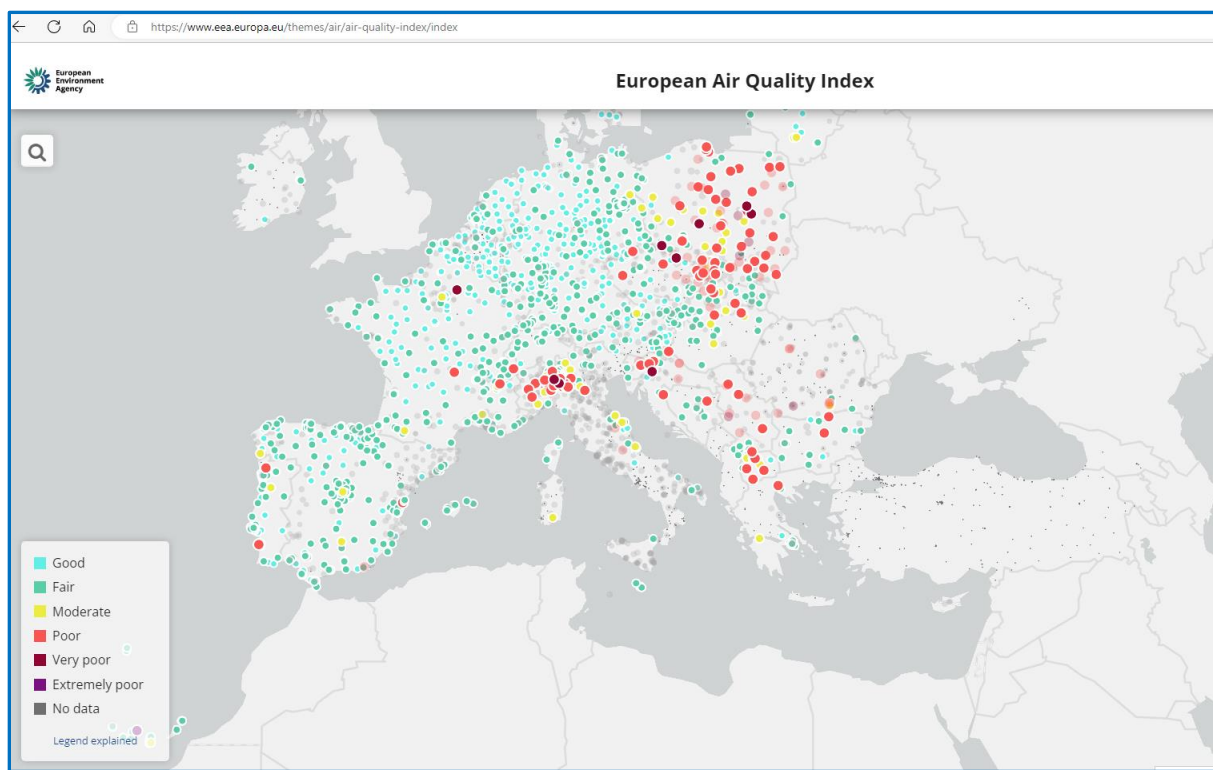 https://www.eea.europa.eu/themes/air/air-quality-index/index
European
Environment
Agency
European Air Quality Index
Good
Fair
Moderate
Poor
Very poor
Extremely poor
No data
Legend explained